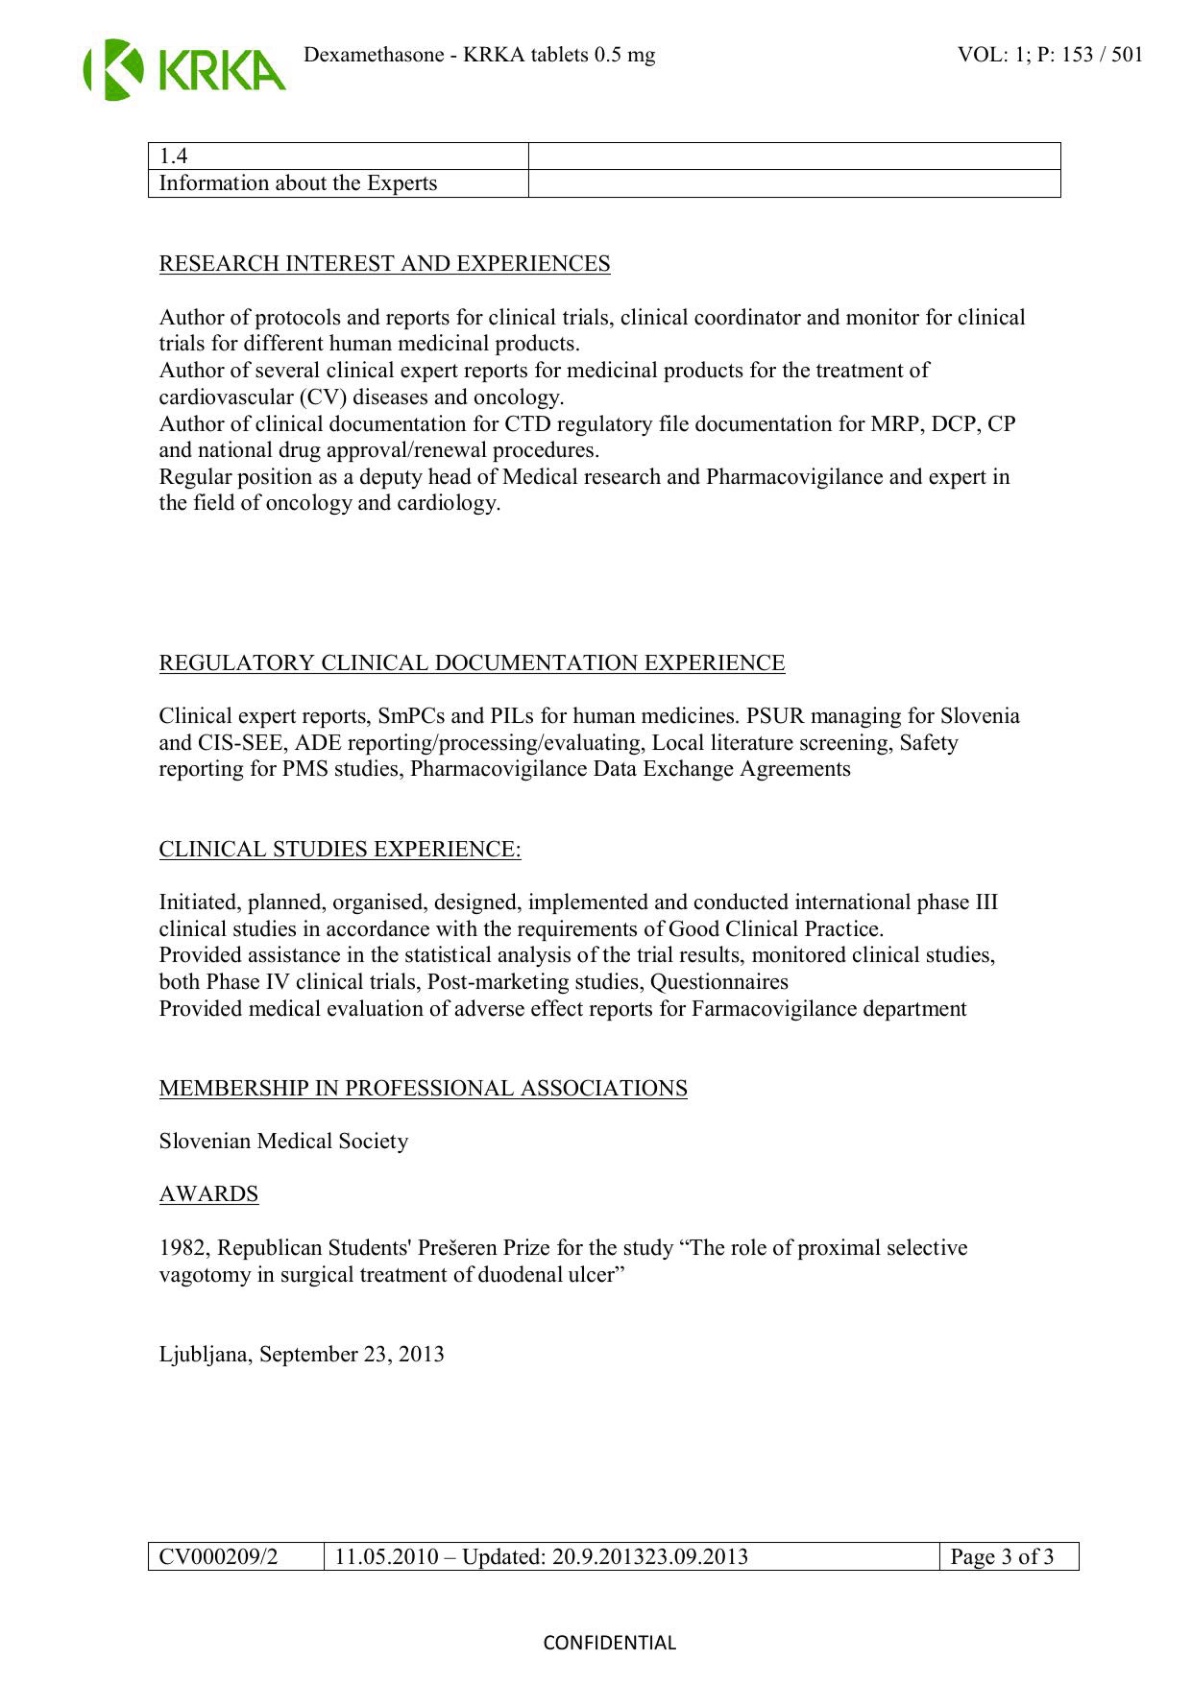 KRKA
Dexamethasone - KRKA tablets 0.5 mg
VOL: 1; P: 153 / 501
1.4
Information about the Experts
RESEARCH INTEREST AND EXPERIENCES
Author of protocols and reports for clinical trials, clinical coordinator and monitor for clinical
trials for different human medicinal products.
Author of several clinical expert reports for medicinal products for the treatment of
cardiovascular (CV) diseases and oncology.
Author of clinical documentation for CTD regulatory file documentation for MRP, DCP, CP
and national drug approval/renewal procedures.
Regular position as a deputy head of Medical research and Pharmacovigilance and expert in
the field of oncology and cardiology.
REGULATORY CLINICAL DOCUMENTATION EXPERIENCE
Clinical expert reports, SmPCs and PILs for human medicines. PSUR managing for Slovenia
and CIS-SEE, ADE reporting/processing/evaluating, Local literature screening, Safety
reporting for PMS studies, Pharmacovigilance Data Exchange Agreements
CLINICAL STUDIES EXPERIENCE:
Initiated, planned, organised, designed, implemented and conducted international phase III
clinical studies in accordance with the requirements of Good Clinical Practice.
Provided assistance in the statistical analysis of the trial results, monitored clinical studies,
both Phase IV clinical trials, Post-marketing studies, Questionnaires
Provided medical evaluation of adverse effect reports for Farmacovigilance department
MEMBERSHIP IN PROFESSIONAL ASSOCIATIONS
Slovenian Medical Society
AWARDS
1982, Republican Students' Prešeren Prize for the study “The role of proximal selective
vagotomy in surgical treatment of duodenal ulcer”
Ljubljana, September 23, 2013
CV000209/2
11.05.2010 – Updated: 20.9.201323.09.2013
Page 3 of 3
CONFIDENTIAL